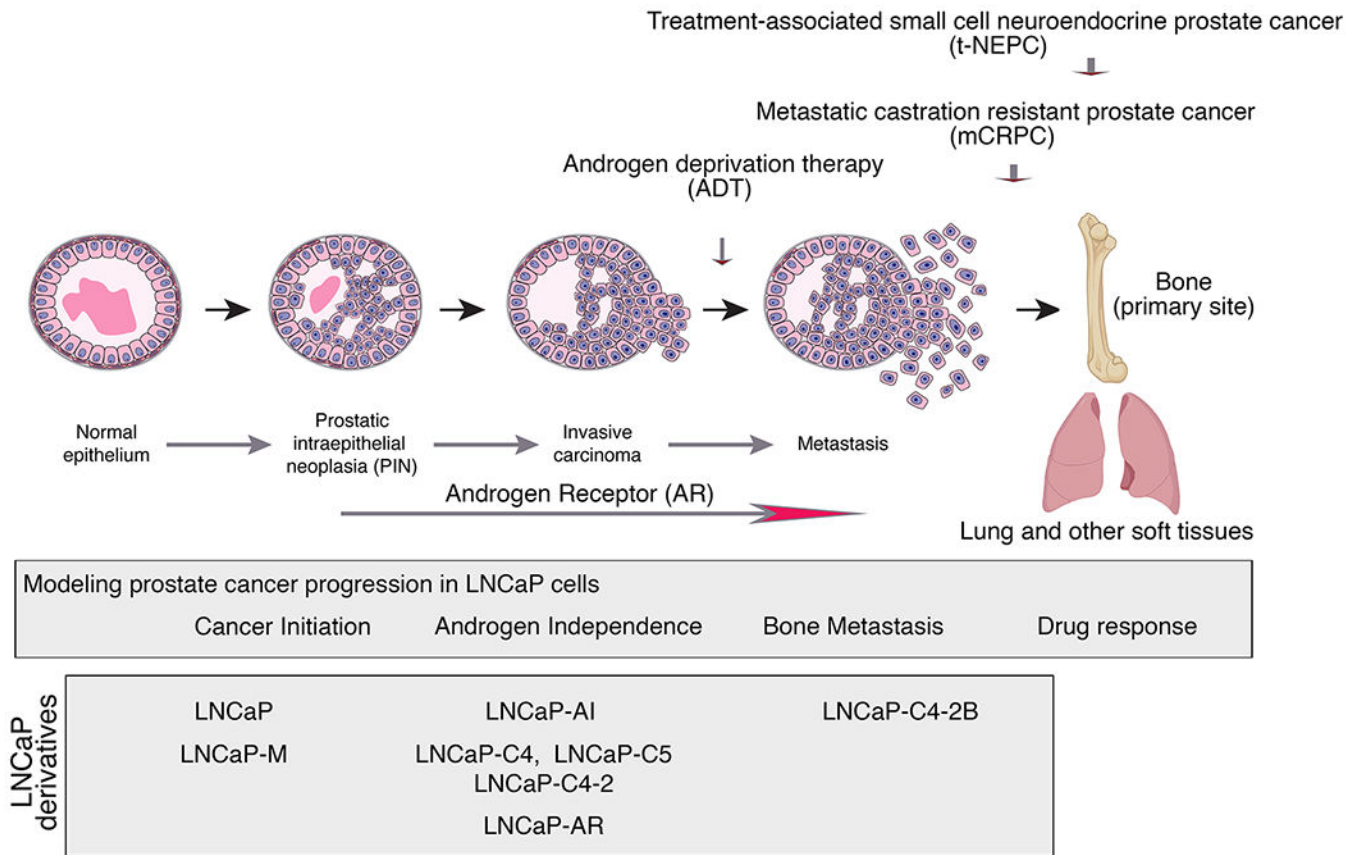 Treatment-associated small cell neuroendocrine prostate cancer
(t-NEPC)
Metastatic castration resistant prostate cancer
(mCRPC)
Androgen deprivation therapy
(ADT)
Bone
(primary site)
Normal
epithelium
Prostatic
intraepithelial
neoplasia (PIN)
Invasive
carcinoma
Metastasis
Androgen Receptor (AR)
Lung and other soft tissues
Modeling prostate cancer progression in LNCaP cells
Cancer Initiation Androgen Independence Bone Metastasis Drug response
LNCaP
derivatives
LNCaP LNCaP-AI LNCaP-C4-2B
LNCaP-M LNCaP-C4, LNCaP-C5
LNCaP-C4-2
LNCaP-AR